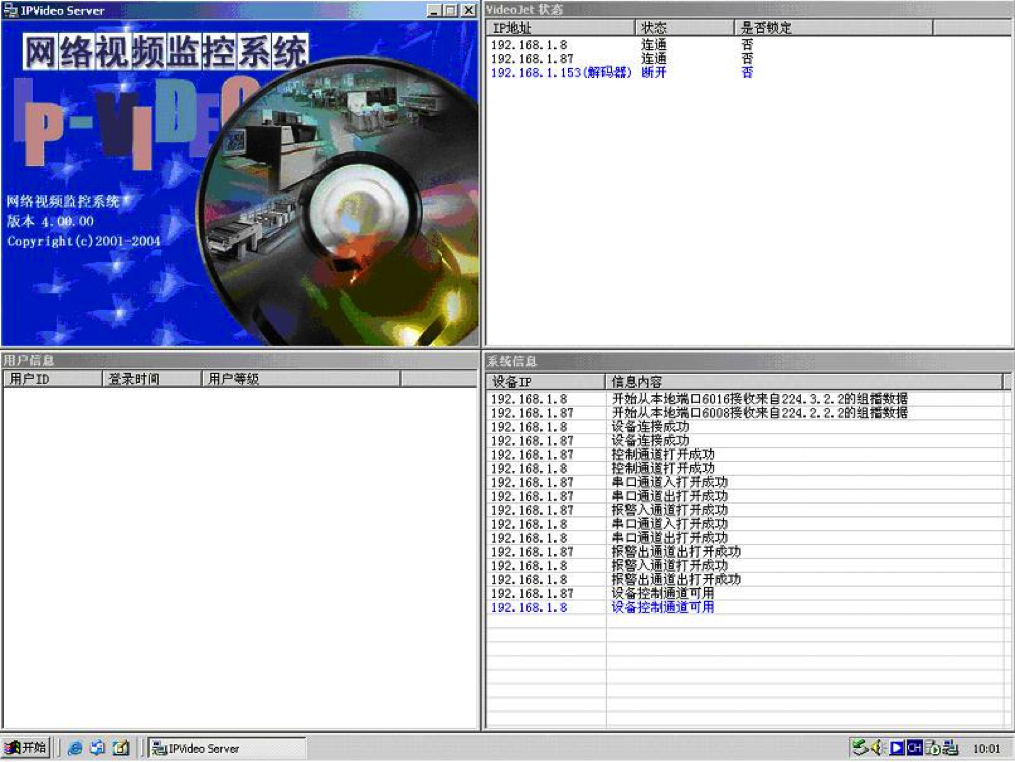 IPVideo Server
网络视频监控系统
IP-VIDEO
网络视频监控系统
版本 4.00.00
Copyright(c)2001-2004
VideoJet 状态
IP地址 状态 是否锁定
192.168.1.8 连通 否
192.168.1.87 连通 否
192.168.1.153(解码器) 断开 否
用户信息
用户ID 登录时间 用户等级
系统信息
设备IP 信息内容
192.168.1.8 开始从本地端口6016接收来自224.3.2.2的组播数据
192.168.1.87 开始从本地端口6008接收来自224.2.2.2的组播数据
192.168.1.8 设备连接成功
192.168.1.87 设备连接成功
192.168.1.87 控制通道打开成功
192.168.1.8 控制通道打开成功
192.168.1.87 串口通道入打开成功
192.168.1.87 串口通道出打开成功
192.168.1.87 报警入通道打开成功
192.168.1.8 串口通道入打开成功
192.168.1.8 串口通道出打开成功
192.168.1.87 报警出通道出打开成功
192.168.1.8 报警入通道打开成功
192.168.1.8 报警出通道出打开成功
192.168.1.87 设备控制通道可用
192.168.1.8 设备控制通道可用
开始 IPVideo Server CH 10:01